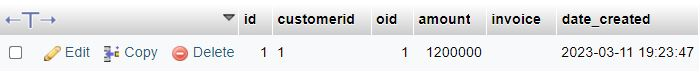 id customerid oid amount invoice date_created
Edit Copy Delete 1 1 1 1200000 2023-03-11 19:23:47